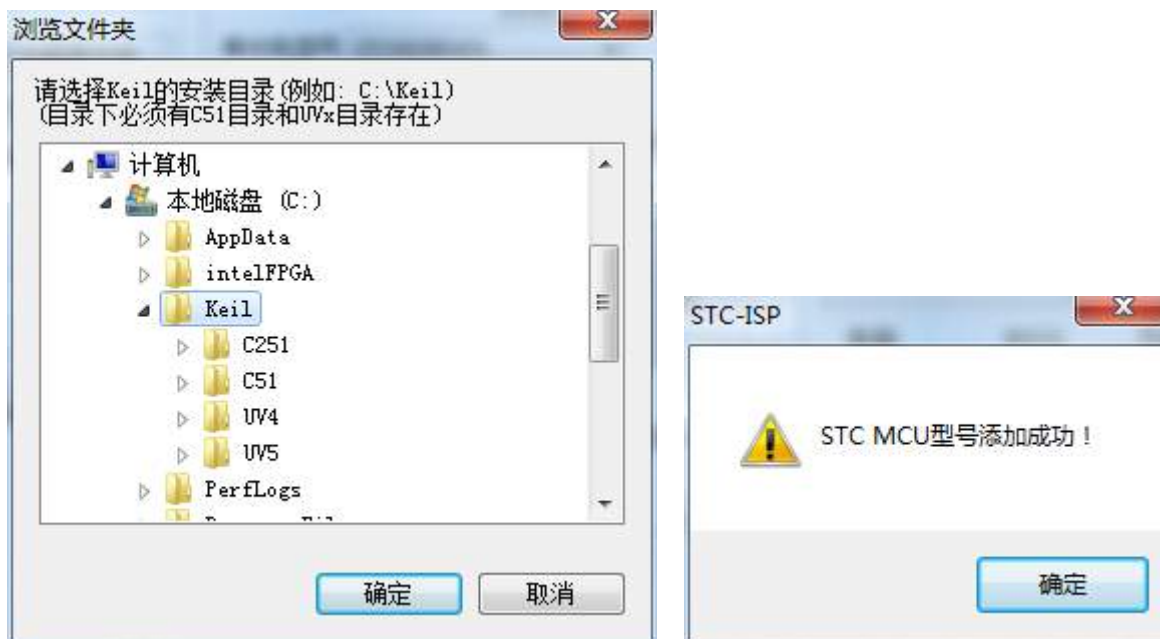 浏览文件夹
请选择Keil的安装目录(例如: C:\Keil)
(目录下必须有C51目录和UVx目录存在)
计算机
本地磁盘 (C:)
AppData
intelFPGA
Keil
C251
C51
UV4
UV5
PerfLogs
确定
取消
STC-ISP
STC MCU型号添加成功！
确定